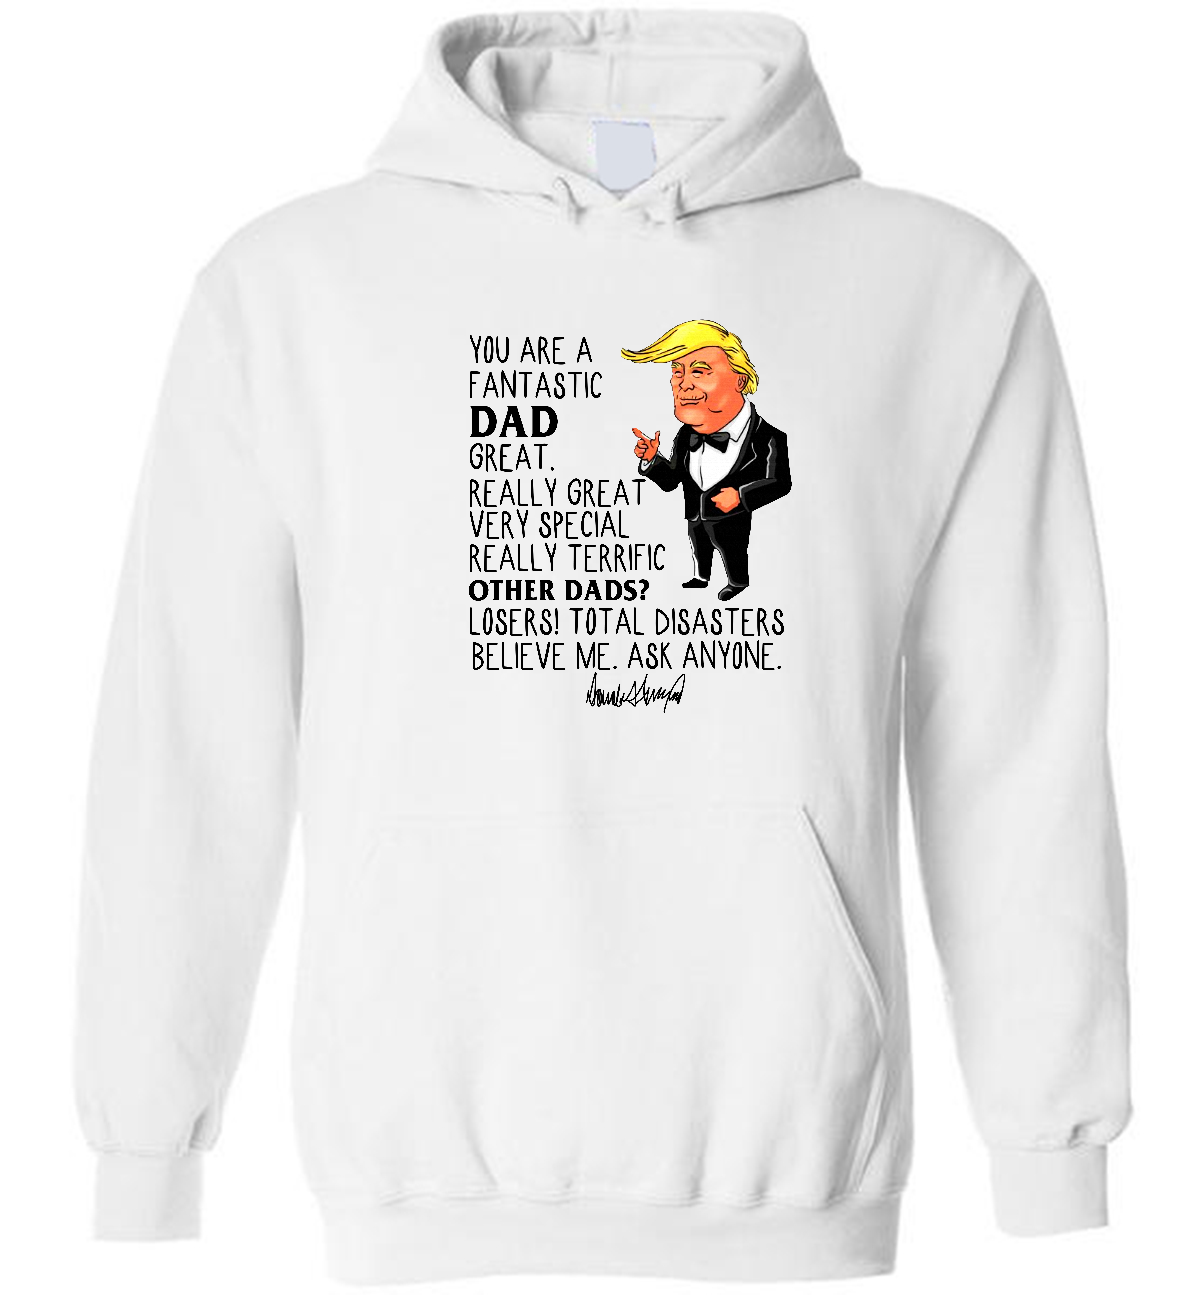 YOU ARE A
FANTASTIC
DAD
GREAT.
REALLY GREAT
VERY SPECIAL
REALLY TERRIFIC
OTHER DADS?
LOSERS! TOTAL DISASTERS
BELIEVE ME. ASK ANYONE.